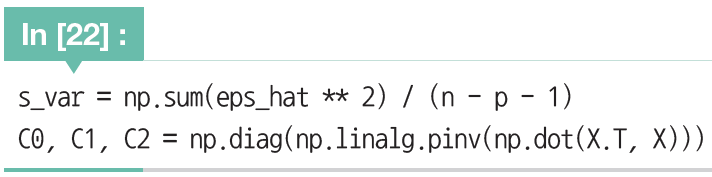 In [22] :
s_var = np.sum(eps_hat ** 2) / (n - p - 1)
C0, C1, C2 = np.diag(np.linalg.pinv(np.dot(X.T, X)))